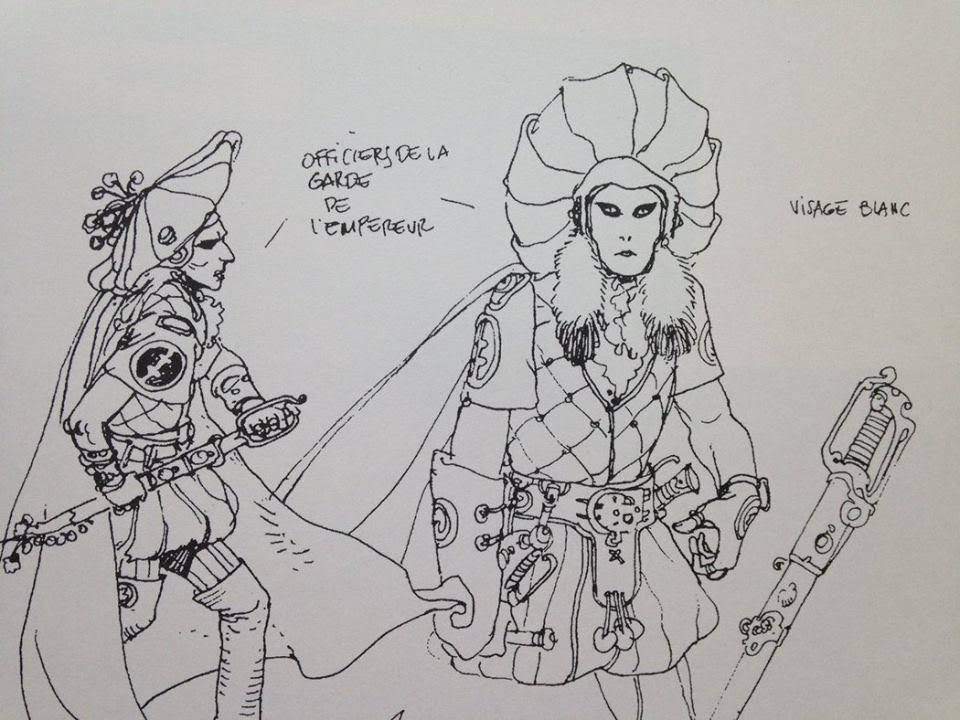 OFFICIERS DE LA
GARDE
DE
L'EMPEREUR
VISAGE BLANC